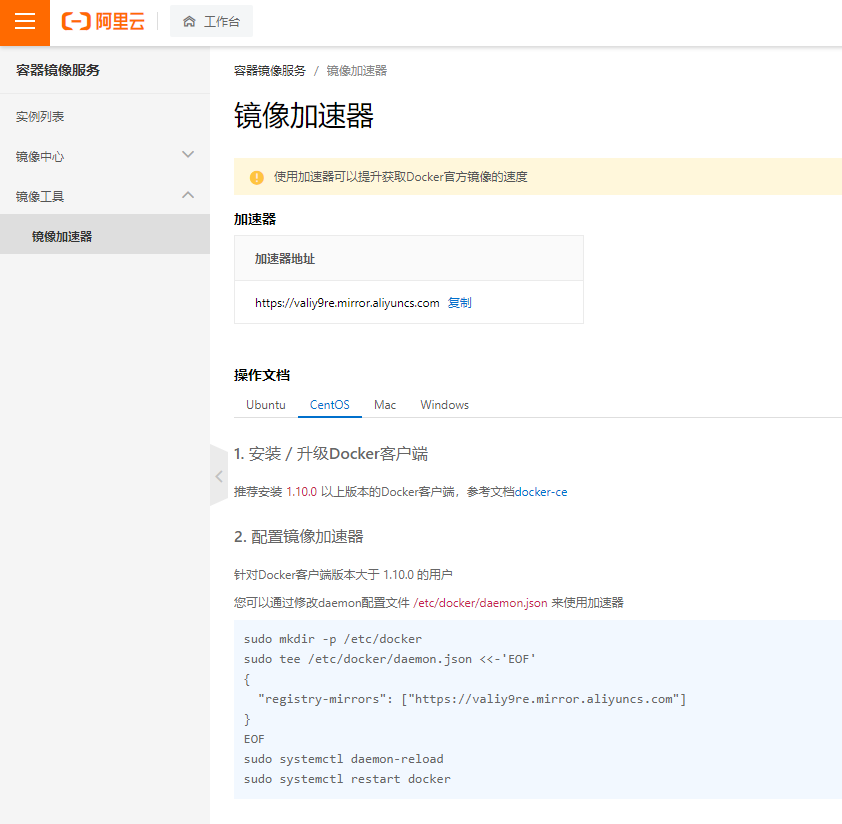 阿里云
工作台
容器镜像服务
实例列表
镜像中心
镜像工具
镜像加速器
容器镜像服务 / 镜像加速器
镜像加速器
使用加速器可以提升获取Docker官方镜像的速度
加速器
加速器地址
https://valiy9re.mirror.aliyuncs.com 复制
操作文档
Ubuntu CentOS Mac Windows
1. 安装 / 升级Docker客户端
推荐安装 1.10.0 以上版本的Docker客户端，参考文档docker-ce
2. 配置镜像加速器
针对Docker客户端版本大于 1.10.0 的用户
您可以通过修改daemon配置文件 /etc/docker/daemon.json 来使用加速器
sudo mkdir -p /etc/docker
sudo tee /etc/docker/daemon.json <<-'EOF'
{
  "registry-mirrors": ["https://valiy9re.mirror.aliyuncs.com"]
}
EOF
sudo systemctl daemon-reload
sudo systemctl restart docker